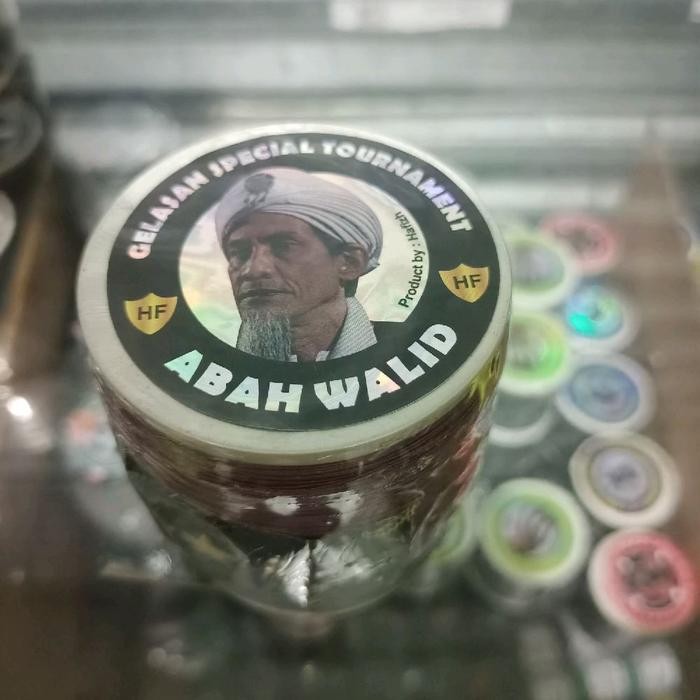 GELASAN SPECIAL TOURNAMENT
Product by : Hafizh
HF
HF
ABAH WALID